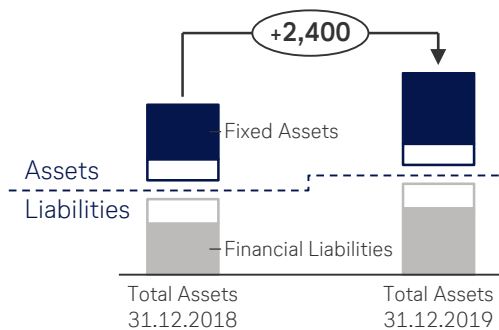 +2,400
Fixed Assets
Assets
Liabilities
Financial Liabilities
Total Assets
31.12.2018
Total Assets
31.12.2019